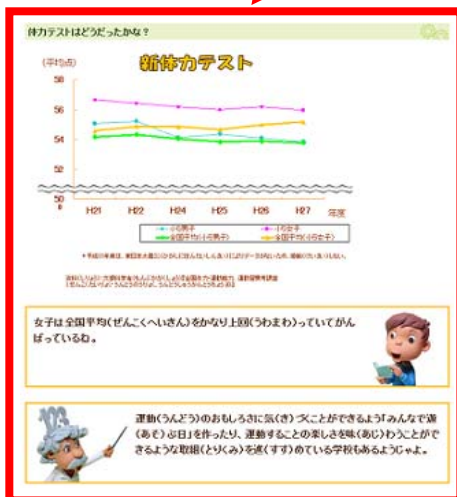 体力テストはどうだったかな？
新体力テスト
(平均点)
58
56
54
52
50
0
H21 H22 H24 H25 H26 H27 年度
小5男子 小5女子
全国平均(小5男子) 全国平均(小5女子)
女子は全国平均(ぜんこくへいきん)をかなり上回(うわまわ)っていてがん
ばっているね。
運動(うんどう)のおもしろさに気(き)づくことができるよう「みんなで遊
(あそ)ぶ日」を作ったり、運動することの楽しさを味(あじ)わうことがで
きるような取組(とりくみ)を進(すす)めている学校もあるようじゃよ。
123